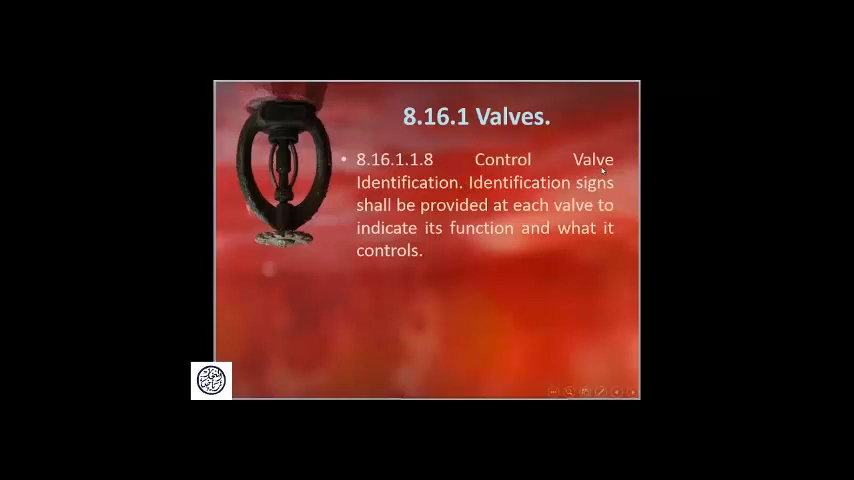 8.16.1 Valves.
• 8.16.1.1.8 Control Valve
Identification. Identification signs
shall be provided at each valve to
indicate its function and what it
controls.